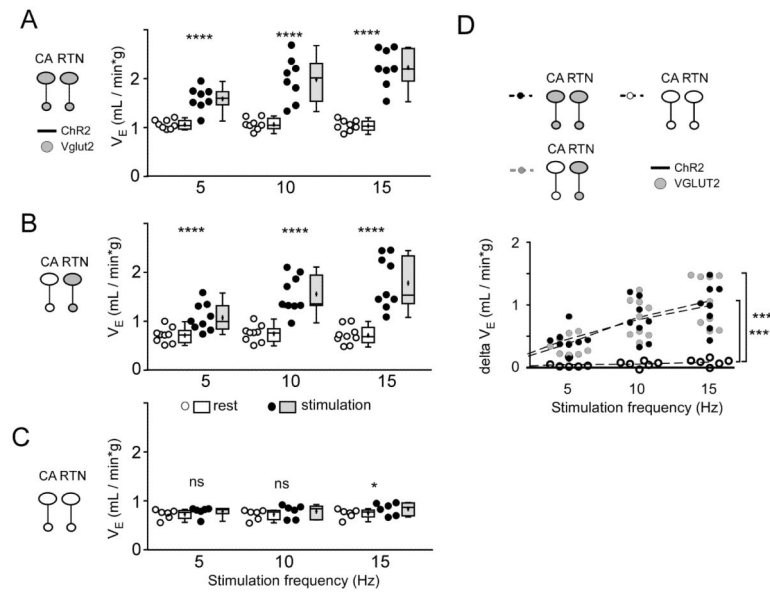 A
CA RTN
ChR2
Vglut2
V_E (mL / min*g)
2
1
0
**** **** ****
5 10 15
B
CA RTN
V_E (mL / min*g)
2
1
0
**** **** ****
5 10 15
rest stimulation
C
CA RTN
V_E (mL / min*g)
2
1
0
ns ns *
5 10 15
Stimulation frequency (Hz)
D
CA RTN CA RTN
CA RTN
ChR2
VGLUT2
delta V_E (mL / min*g)
2
1
0
5 10 15
Stimulation frequency (Hz)